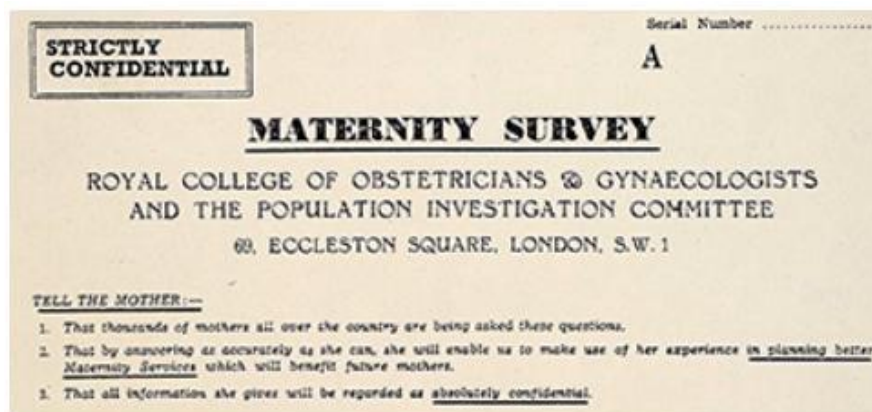 Serial Number ................
STRICTLY
CONFIDENTIAL
A
MATERNITY SURVEY
ROYAL COLLEGE OF OBSTETRICIANS & GYNAECOLOGISTS
AND THE POPULATION INVESTIGATION COMMITTEE
69, ECCLESTON SQUARE, LONDON, S.W. 1
TELL THE MOTHER:—
1. That thousands of mothers all over the country are being asked these questions.
2. That by answering as accurately as she can, she will enable us to make use of her experience in planning better
Maternity Services which will benefit future mothers.
3. That all information she gives will be regarded as absolutely confidential.